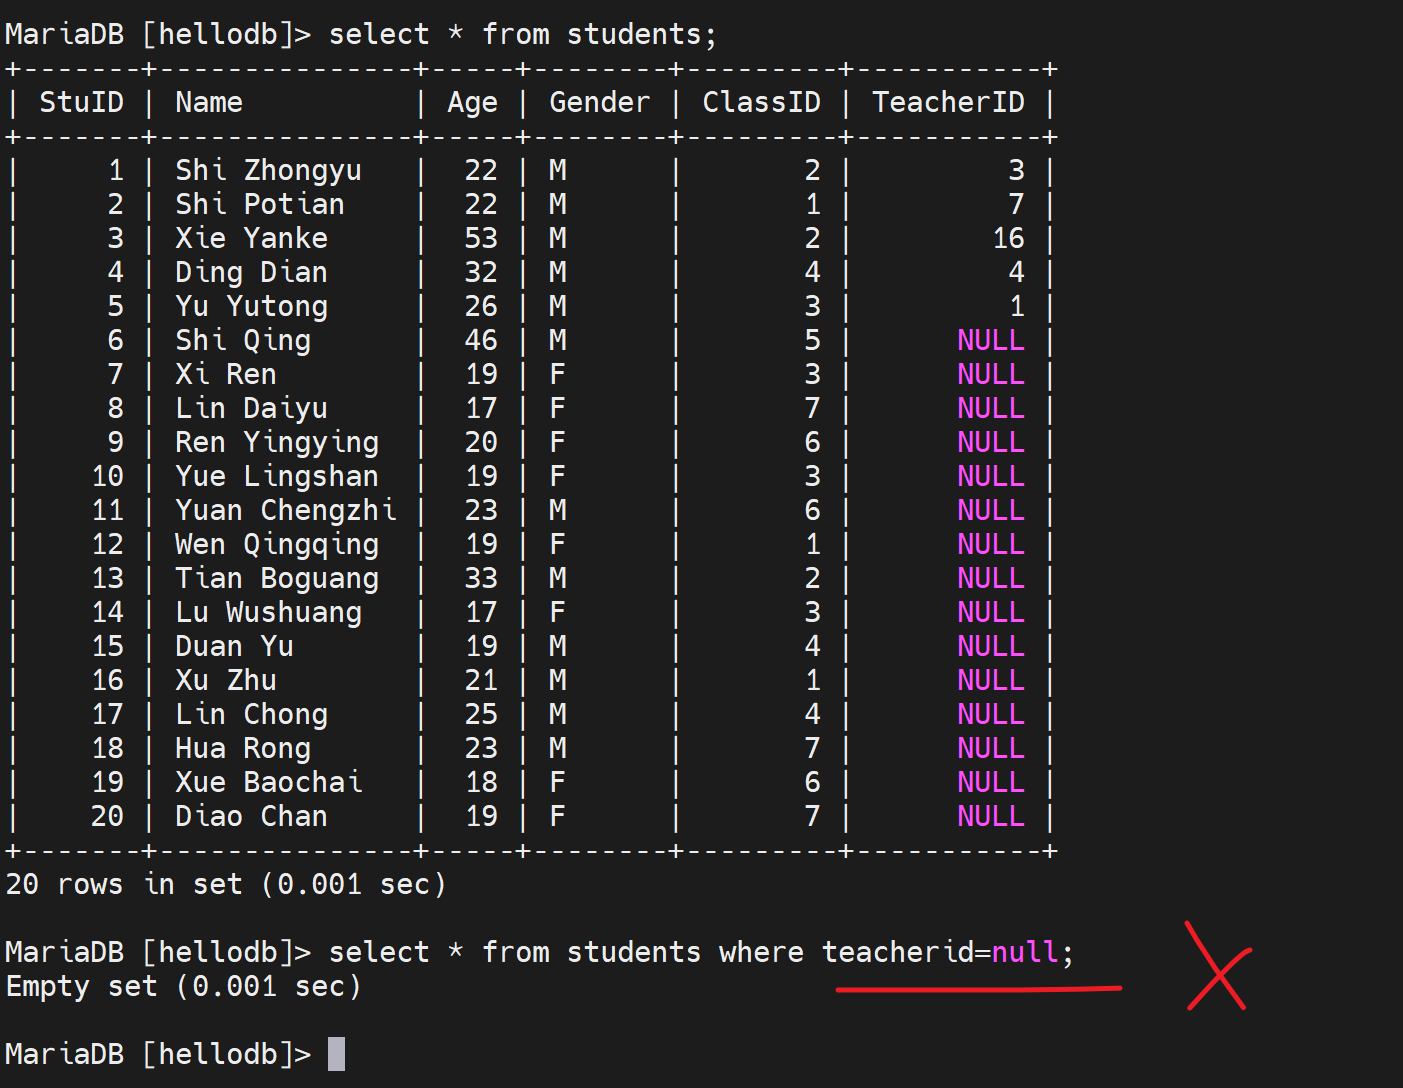 MariaDB [hellodb]> select * from students;
+-------+---------------+-----+--------+---------+-----------+
| StuID | Name          | Age | Gender | ClassID | TeacherID |
+-------+---------------+-----+--------+---------+-----------+
|     1 | Shi Zhongyu   |  22 | M      |       2 |         3 |
|     2 | Shi Potian    |  22 | M      |       1 |         7 |
|     3 | Xie Yanke     |  53 | M      |       2 |        16 |
|     4 | Ding Dian     |  32 | M      |       4 |         4 |
|     5 | Yu Yutong     |  26 | M      |       3 |         1 |
|     6 | Shi Qing      |  46 | M      |       5 |      NULL |
|     7 | Xi Ren        |  19 | F      |       3 |      NULL |
|     8 | Lin Daiyu     |  17 | F      |       7 |      NULL |
|     9 | Ren Yingying  |  20 | F      |       6 |      NULL |
|    10 | Yue Lingshan  |  19 | F      |       3 |      NULL |
|    11 | Yuan Chengzhi |  23 | M      |       6 |      NULL |
|    12 | Wen Qingqing  |  19 | F      |       1 |      NULL |
|    13 | Tian Boguang  |  33 | M      |       2 |      NULL |
|    14 | Lu Wushuang   |  17 | F      |       3 |      NULL |
|    15 | Duan Yu       |  19 | M      |       4 |      NULL |
|    16 | Xu Zhu        |  21 | M      |       1 |      NULL |
|    17 | Lin Chong     |  25 | M      |       4 |      NULL |
|    18 | Hua Rong      |  23 | M      |       7 |      NULL |
|    19 | Xue Baochai   |  18 | F      |       6 |      NULL |
|    20 | Diao Chan     |  19 | F      |       7 |      NULL |
+-------+---------------+-----+--------+---------+-----------+
20 rows in set (0.001 sec)
MariaDB [hellodb]> select * from students where teacherid=null;
Empty set (0.001 sec)
MariaDB [hellodb]>